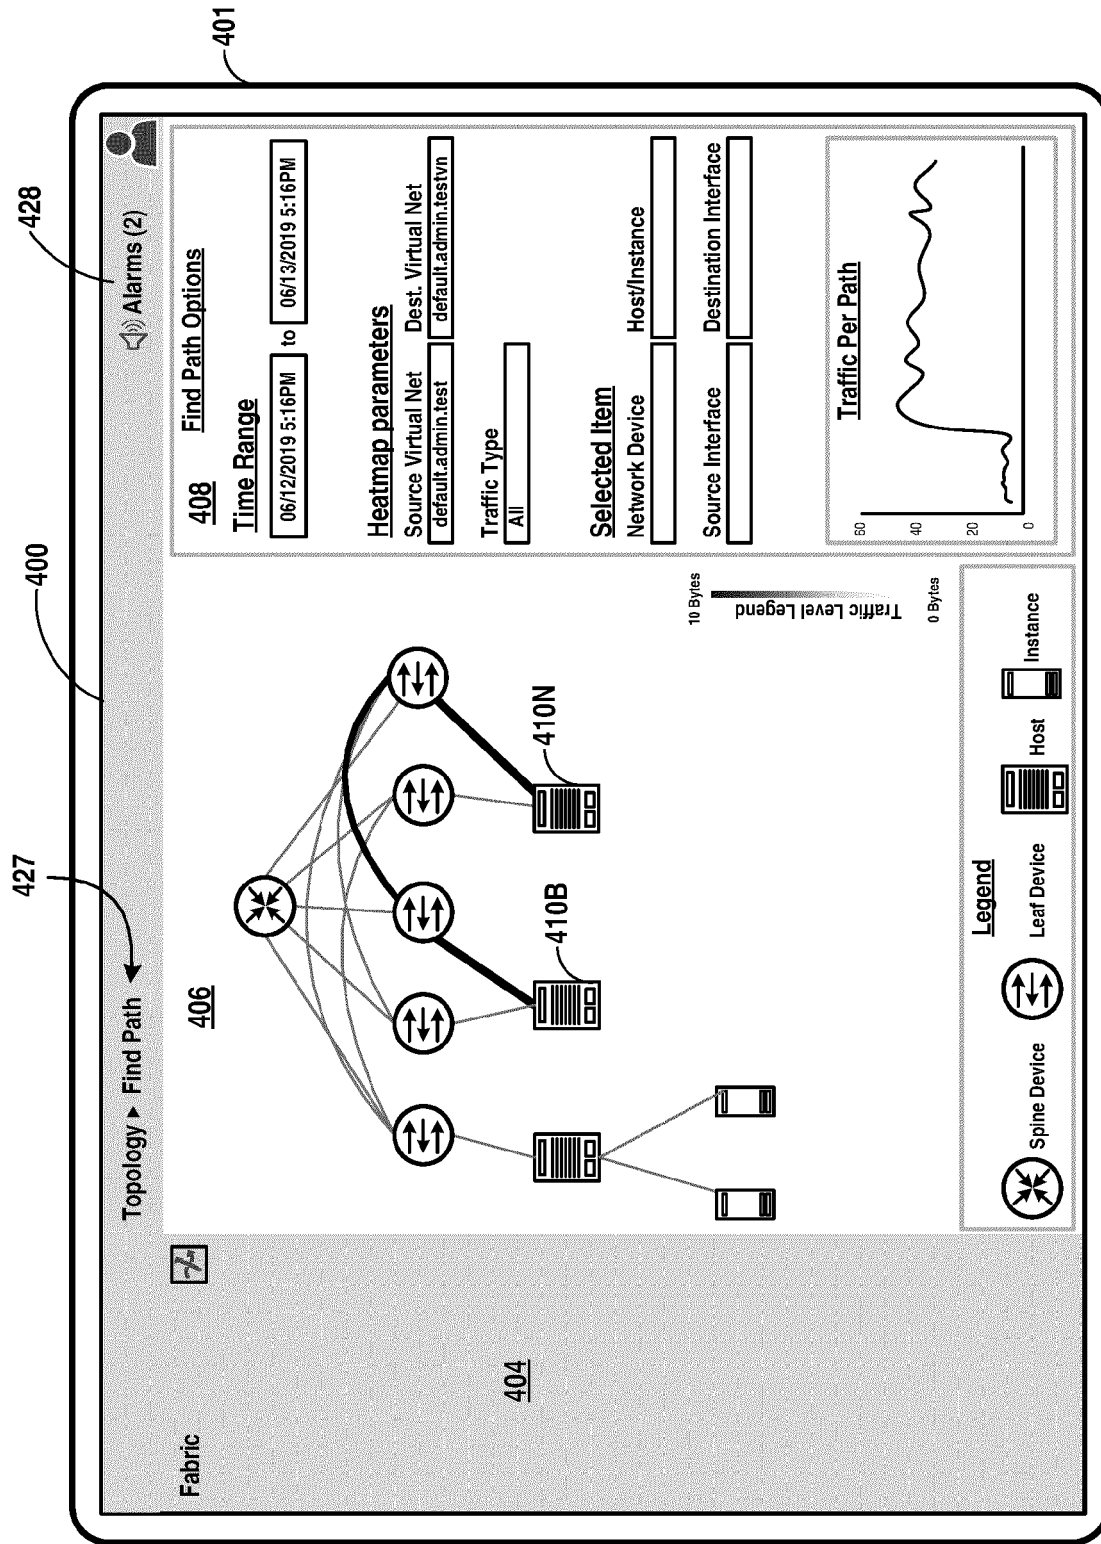 400
401
427
428
Topology ► Find Path
Alarms (2)
Fabric
404
406
410B
410N
10 Bytes
Traffic Level Legend
0 Bytes
Legend
Spine Device
Leaf Device
Host
Instance
408
Find Path Options
Time Range
06/12/2019 5:16PM to 06/13/2019 5:16PM
Heatmap parameters
Source Virtual Net Dest. Virtual Net
default.admin.test default.admin.testvn
Traffic Type
All
Selected Item
Network Device Host/Instance
Source Interface Destination Interface
Traffic Per Path
60
40
20
0